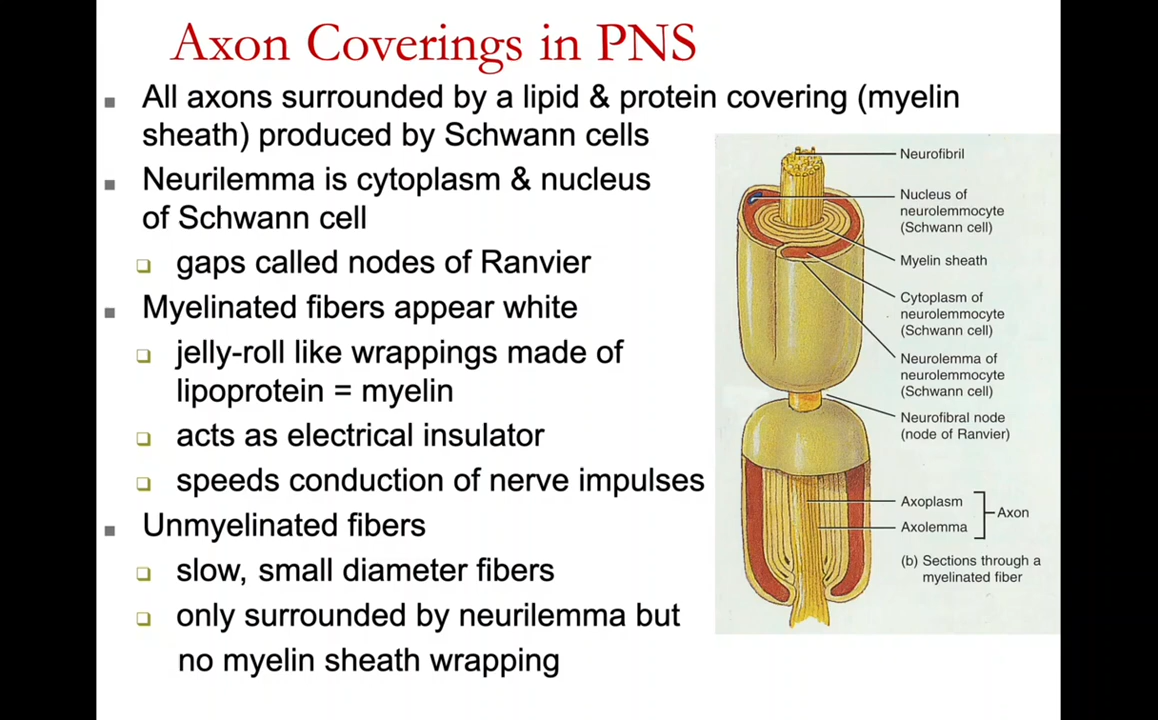 Axon Coverings in PNS
All axons surrounded by a lipid & protein covering (myelin
sheath) produced by Schwann cells
Neurilemma is cytoplasm & nucleus
of Schwann cell
gaps called nodes of Ranvier
Myelinated fibers appear white
jelly-roll like wrappings made of
lipoprotein = myelin
acts as electrical insulator
speeds conduction of nerve impulses
Unmyelinated fibers
slow, small diameter fibers
only surrounded by neurilemma but
no myelin sheath wrapping
Neurofibril
Nucleus of
neurolemmocyte
(Schwann cell)
Myelin sheath
Cytoplasm of
neurolemmocyte
(Schwann cell)
Neurolemma of
neurolemmocyte
(Schwann cell)
Neurofibral node
(node of Ranvier)
Axoplasm
Axon
Axolemma
(b) Sections through a
myelinated fiber